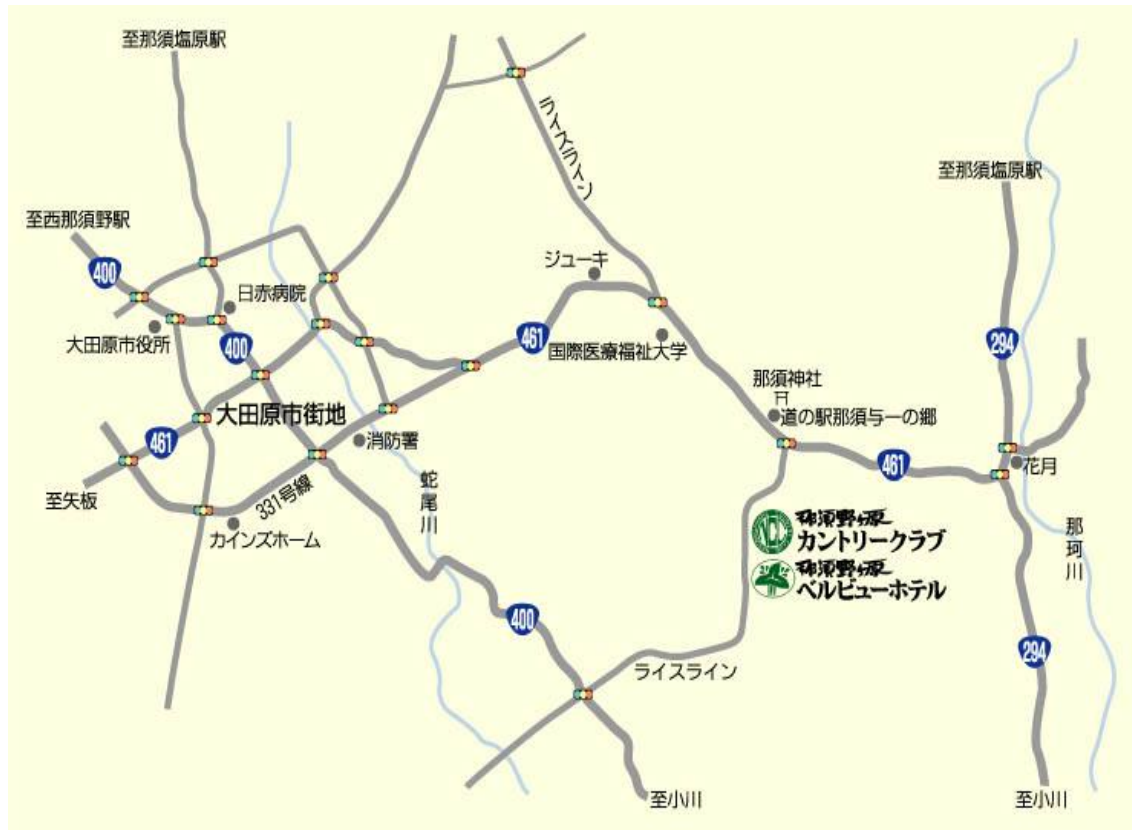 至那須塩原駅
ライスライン
至那須塩原駅
至西那須野駅
400
日赤病院
ジューキ
大田原市役所
400
461
国際医療福祉大学
294
那須神社
道の駅那須与一の郷
大田原市街地
461
消防署
461
花月
至矢板
331号線
蛇尾川
カインズホーム
NCC
那須野ヶ原
カントリークラブ
那須野ヶ原
ベルビューホテル
那珂川
400
294
ライスライン
至小川
至小川